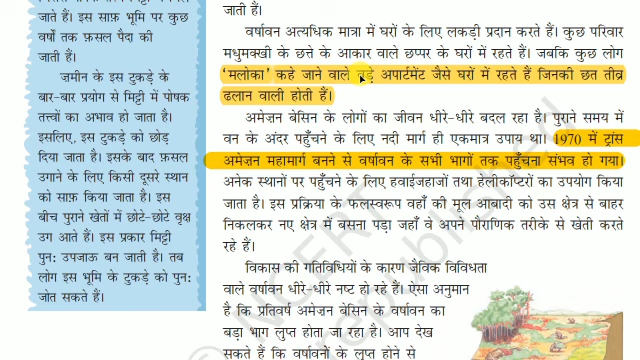 जाते हैं। इस साफ़ भूमि पर कुछ
वर्षों तक फ़सल पैदा की
जाती हैं।
ज़मीन के इस टुकड़े के
बार-बार प्रयोग से मिट्टी में पोषक
तत्त्वों का अभाव हो जाता है।
इसलिए, इस टुकड़े को छोड़
दिया जाता है। इसके बाद फ़सल
उगाने के लिए किसी दूसरे स्थान
को साफ़ किया जाता है। इस
बीच पुराने खेतों में छोटे-छोटे वृक्ष
उग आते हैं। इस प्रकार मिट्टी
पुन: उपजाऊ बन जाती है। तब
लोग इस भूमि के टुकड़े को पुन:
जोत सकते हैं।
जाती हैं।
वर्षावन अत्यधिक मात्रा में घरों के लिए लकड़ी प्रदान करते हैं। कुछ परिवार
मधुमक्खी के छत्ते के आकार वाले छप्पर के घरों में रहते हैं। जबकि कुछ लोग
‘मलोका’ कहे जाने वाले बड़े अपार्टमेंट जैसे घरों में रहते हैं जिनकी छत तीव्र
ढलान वाली होती हैं।
अमेज़न बेसिन के लोगों का जीवन धीरे-धीरे बदल रहा है। पुराने समय में
वन के अंदर पहुँचने के लिए नदी मार्ग ही एकमात्र उपाय था। 1970 में ट्रांस
अमेज़न महामार्ग बनने से वर्षावन के सभी भागों तक पहुँचना संभव हो गया।
अनेक स्थानों पर पहुँचने के लिए हवाईजहाजों तथा हेलीकॉप्टरों का उपयोग किया
जाता है। इस प्रक्रिया के फलस्वरूप वहाँ की मूल आबादी को उस क्षेत्र से बाहर
निकलकर नए क्षेत्र में बसना पड़ा जहाँ वे अपने पौराणिक तरीके से खेती करते
रहे हैं।
विकास की गतिविधियों के कारण जैविक विविधता
वाले वर्षावन धीरे-धीरे नष्ट हो रहे हैं। ऐसा अनुमान
है कि प्रतिवर्ष अमेज़न बेसिन के वर्षावन का
बड़ा भाग लुप्त होता जा रहा है। आप देख
सकते हैं कि वर्षावनों के लुप्त होने से
© NCERT
republished